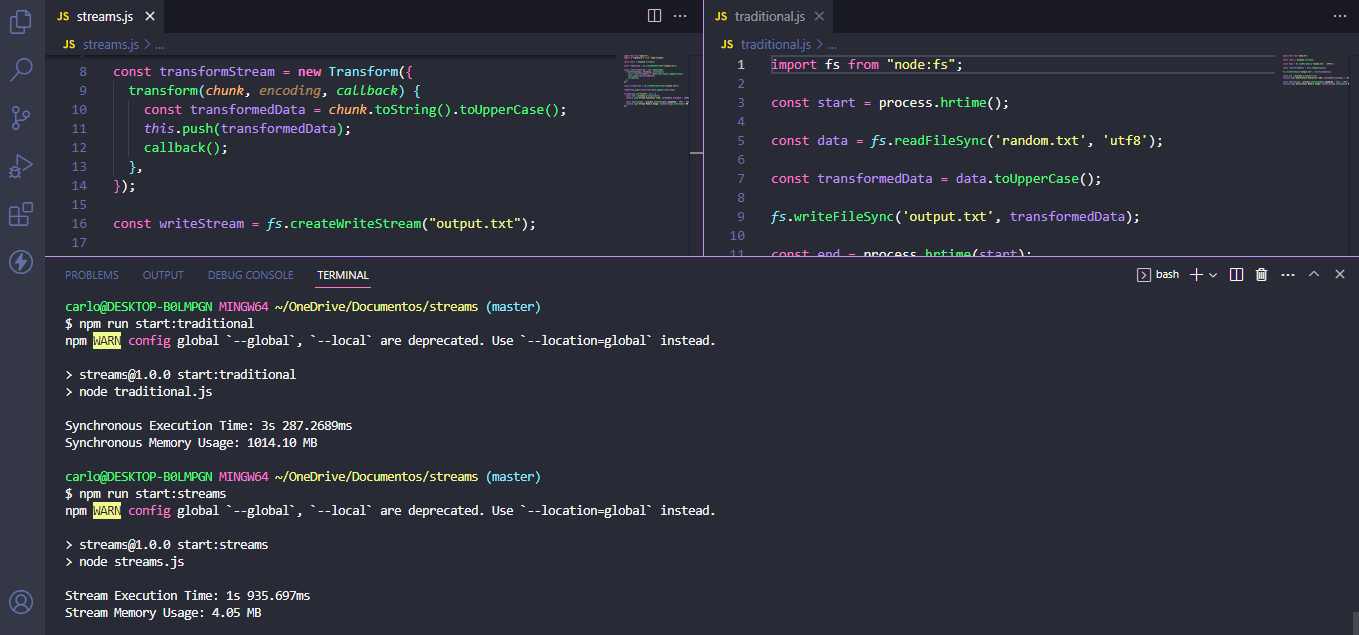 JS streams.js
JS streams.js > ...
8 const transformStream = new Transform({
9 transform(chunk, encoding, callback) {
10 const transformedData = chunk.toString().toUpperCase();
11 this.push(transformedData);
12 callback();
13 },
14 });
15
16 const writeStream = fs.createWriteStream("output.txt");
17
JS traditional.js
JS traditional.js > ...
1 import fs from "node:fs";
2
3 const start = process.hrtime();
4
5 const data = fs.readFileSync('random.txt', 'utf8');
6
7 const transformedData = data.toUpperCase();
8
9 fs.writeFileSync('output.txt', transformedData);
10
11 const end = process.hrtime(start);
PROBLEMS OUTPUT DEBUG CONSOLE TERMINAL bash
carlo@DESKTOP-B0LMPGN MINGW64 ~/OneDrive/Documentos/streams (master)
$ npm run start:traditional
npm WARN config global `--global`, `--local` are deprecated. Use `--location=global` instead.
> streams@1.0.0 start:traditional
> node traditional.js
Synchronous Execution Time: 3s 287.2689ms
Synchronous Memory Usage: 1014.10 MB
carlo@DESKTOP-B0LMPGN MINGW64 ~/OneDrive/Documentos/streams (master)
$ npm run start:streams
npm WARN config global `--global`, `--local` are deprecated. Use `--location=global` instead.
> streams@1.0.0 start:streams
> node streams.js
Stream Execution Time: 1s 935.697ms
Stream Memory Usage: 4.05 MB